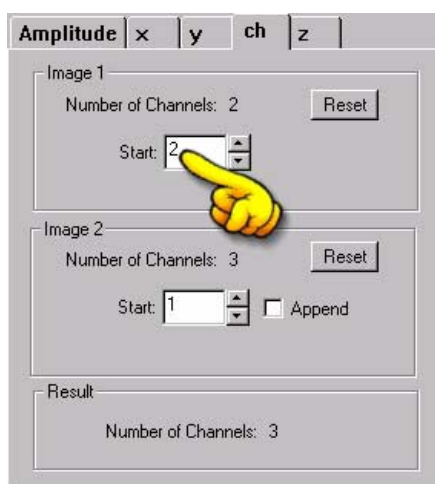 Amplitude x y ch z
Image 1
Number of Channels: 2 Reset
Start: 2
Image 2
Number of Channels: 3 Reset
Start: 1 Append
Result
Number of Channels: 3